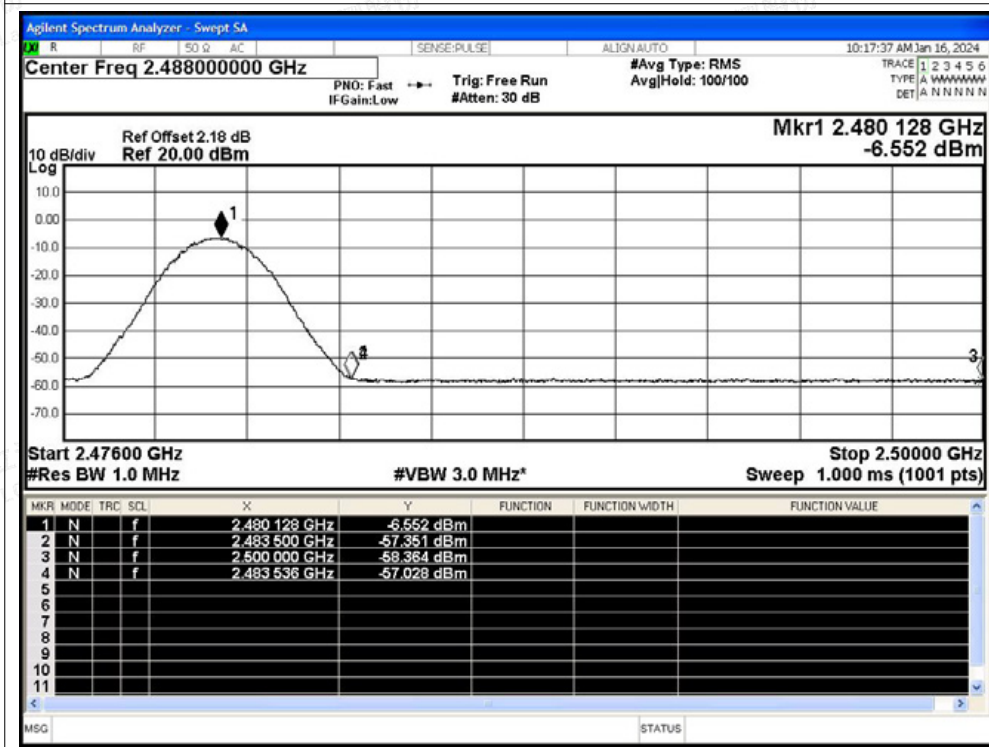 Agilent Spectrum Analyzer - Swept SA
LXI R RF 50 Ω AC SENSE:PULSE ALIGN AUTO 10:17:37 AM Jan 16, 2024
Center Freq 2.488000000 GHz
PNO: Fast
IFGain:Low
Trig: Free Run
#Atten: 30 dB
#Avg Type: RMS
Avg|Hold: 100/100
TRACE 1 2 3 4 5 6
TYPE A WWWWW
DET A N N N N N
Mkr1 2.480 128 GHz
-6.552 dBm
Ref Offset 2.18 dB
10 dB/div Ref 20.00 dBm
Log
10.0
0.00
-10.0
-20.0
-30.0
-40.0
-50.0
-60.0
-70.0
1
3
Start 2.47600 GHz Stop 2.50000 GHz
#Res BW 1.0 MHz #VBW 3.0 MHz* Sweep 1.000 ms (1001 pts)
MKR MODE TRC SCL X Y FUNCTION FUNCTION WIDTH FUNCTION VALUE
1 N f 2.480 128 GHz -6.552 dBm
2 N f 2.483 500 GHz -57.351 dBm
3 N f 2.500 000 GHz -58.364 dBm
4 N f 2.483 536 GHz -57.028 dBm
5
6
7
8
9
10
11
MSG STATUS